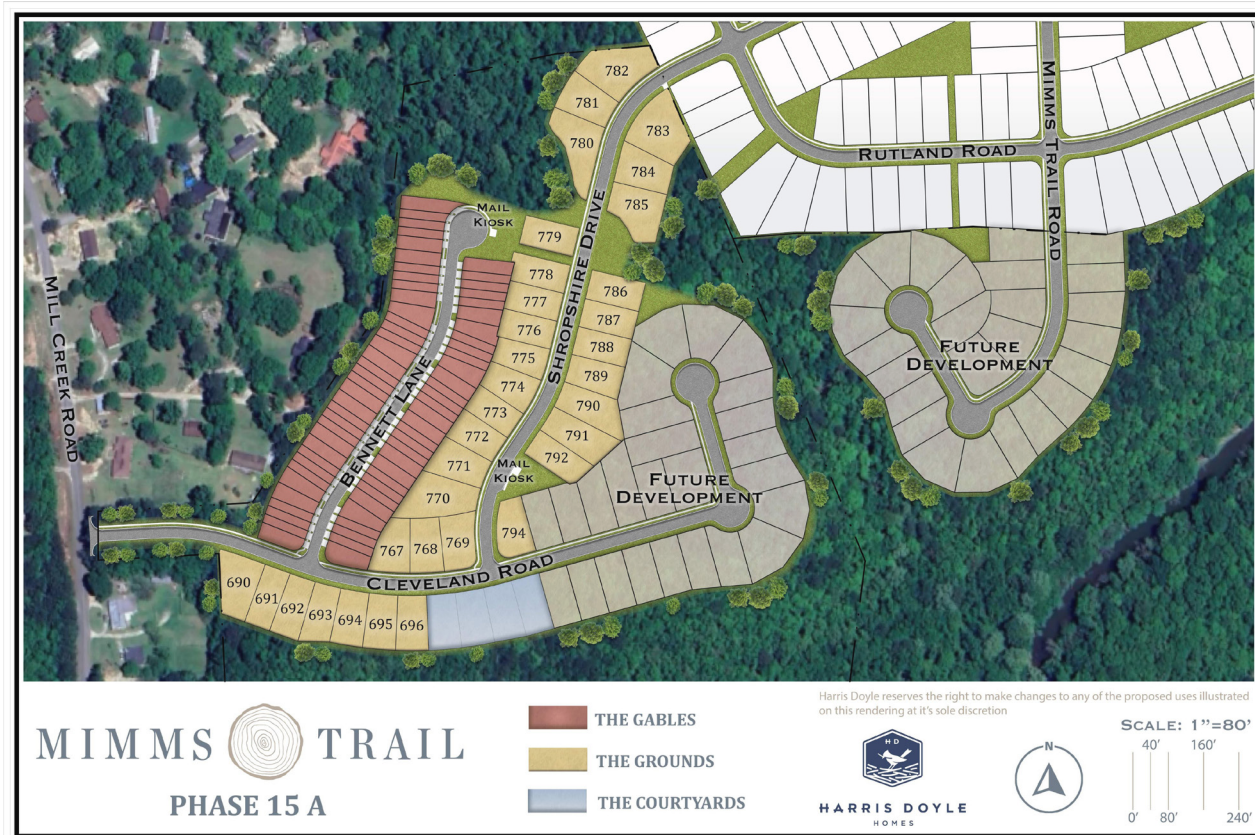 782
781
780
783
784
785
MIMMS TRAIL ROAD
RUTLAND ROAD
MAIL
KIOSK
779
SHROPSHIRE DRIVE
778
777
776
775
774
773
772
771
770
786
787
788
789
790
791
792
MILL CREEK ROAD
BENNETT LANE
FUTURE
DEVELOPMENT
MAIL
KIOSK
FUTURE
DEVELOPMENT
767
768
769
794
CLEVELAND ROAD
690
691
692
693
694
695
696
MIMMS TRAIL
PHASE 15 A
THE GABLES
THE GROUNDS
THE COURTYARDS
Harris Doyle reserves the right to make changes to any of the proposed uses illustrated
on this rendering at it's sole discretion
HD
HARRIS DOYLE
HOMES
N
SCALE: 1"=80'
40'
160'
0'
80'
240'